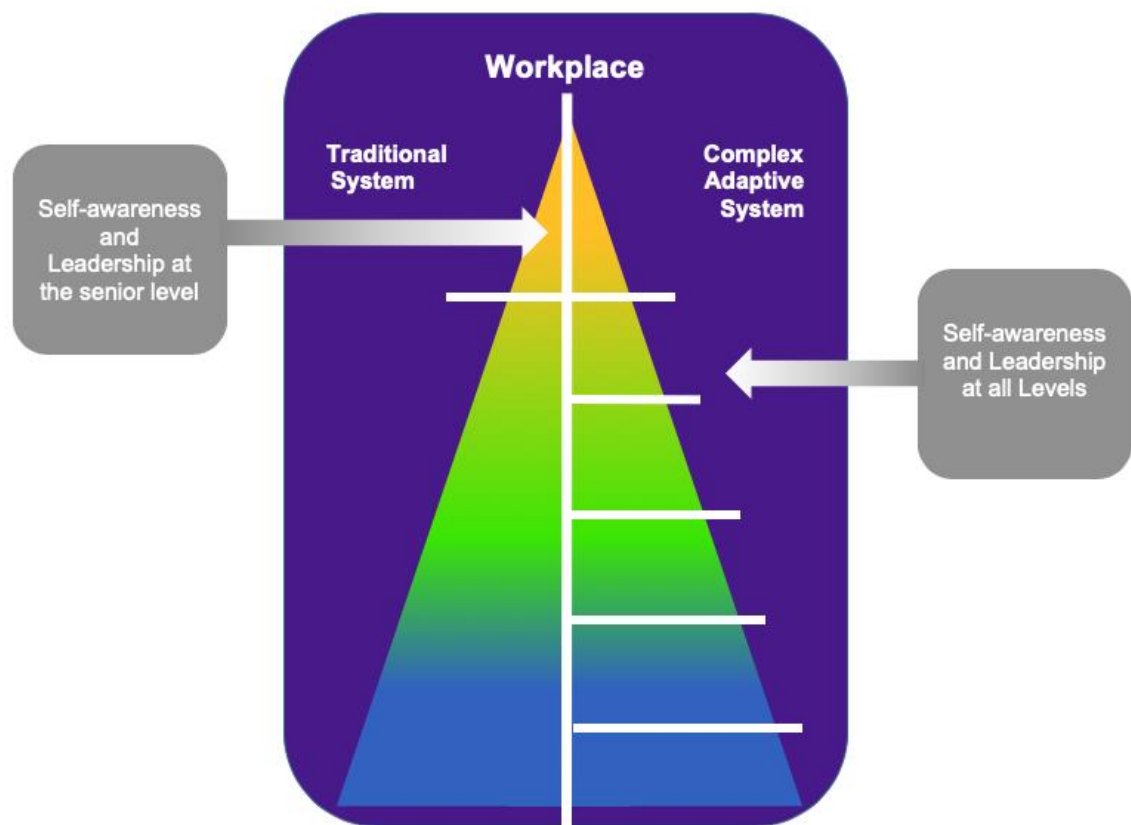 Workplace
Traditional
System
Complex
Adaptive
System
Self-awareness
and
Leadership at
the senior level
Self-awareness
and Leadership
at all Levels